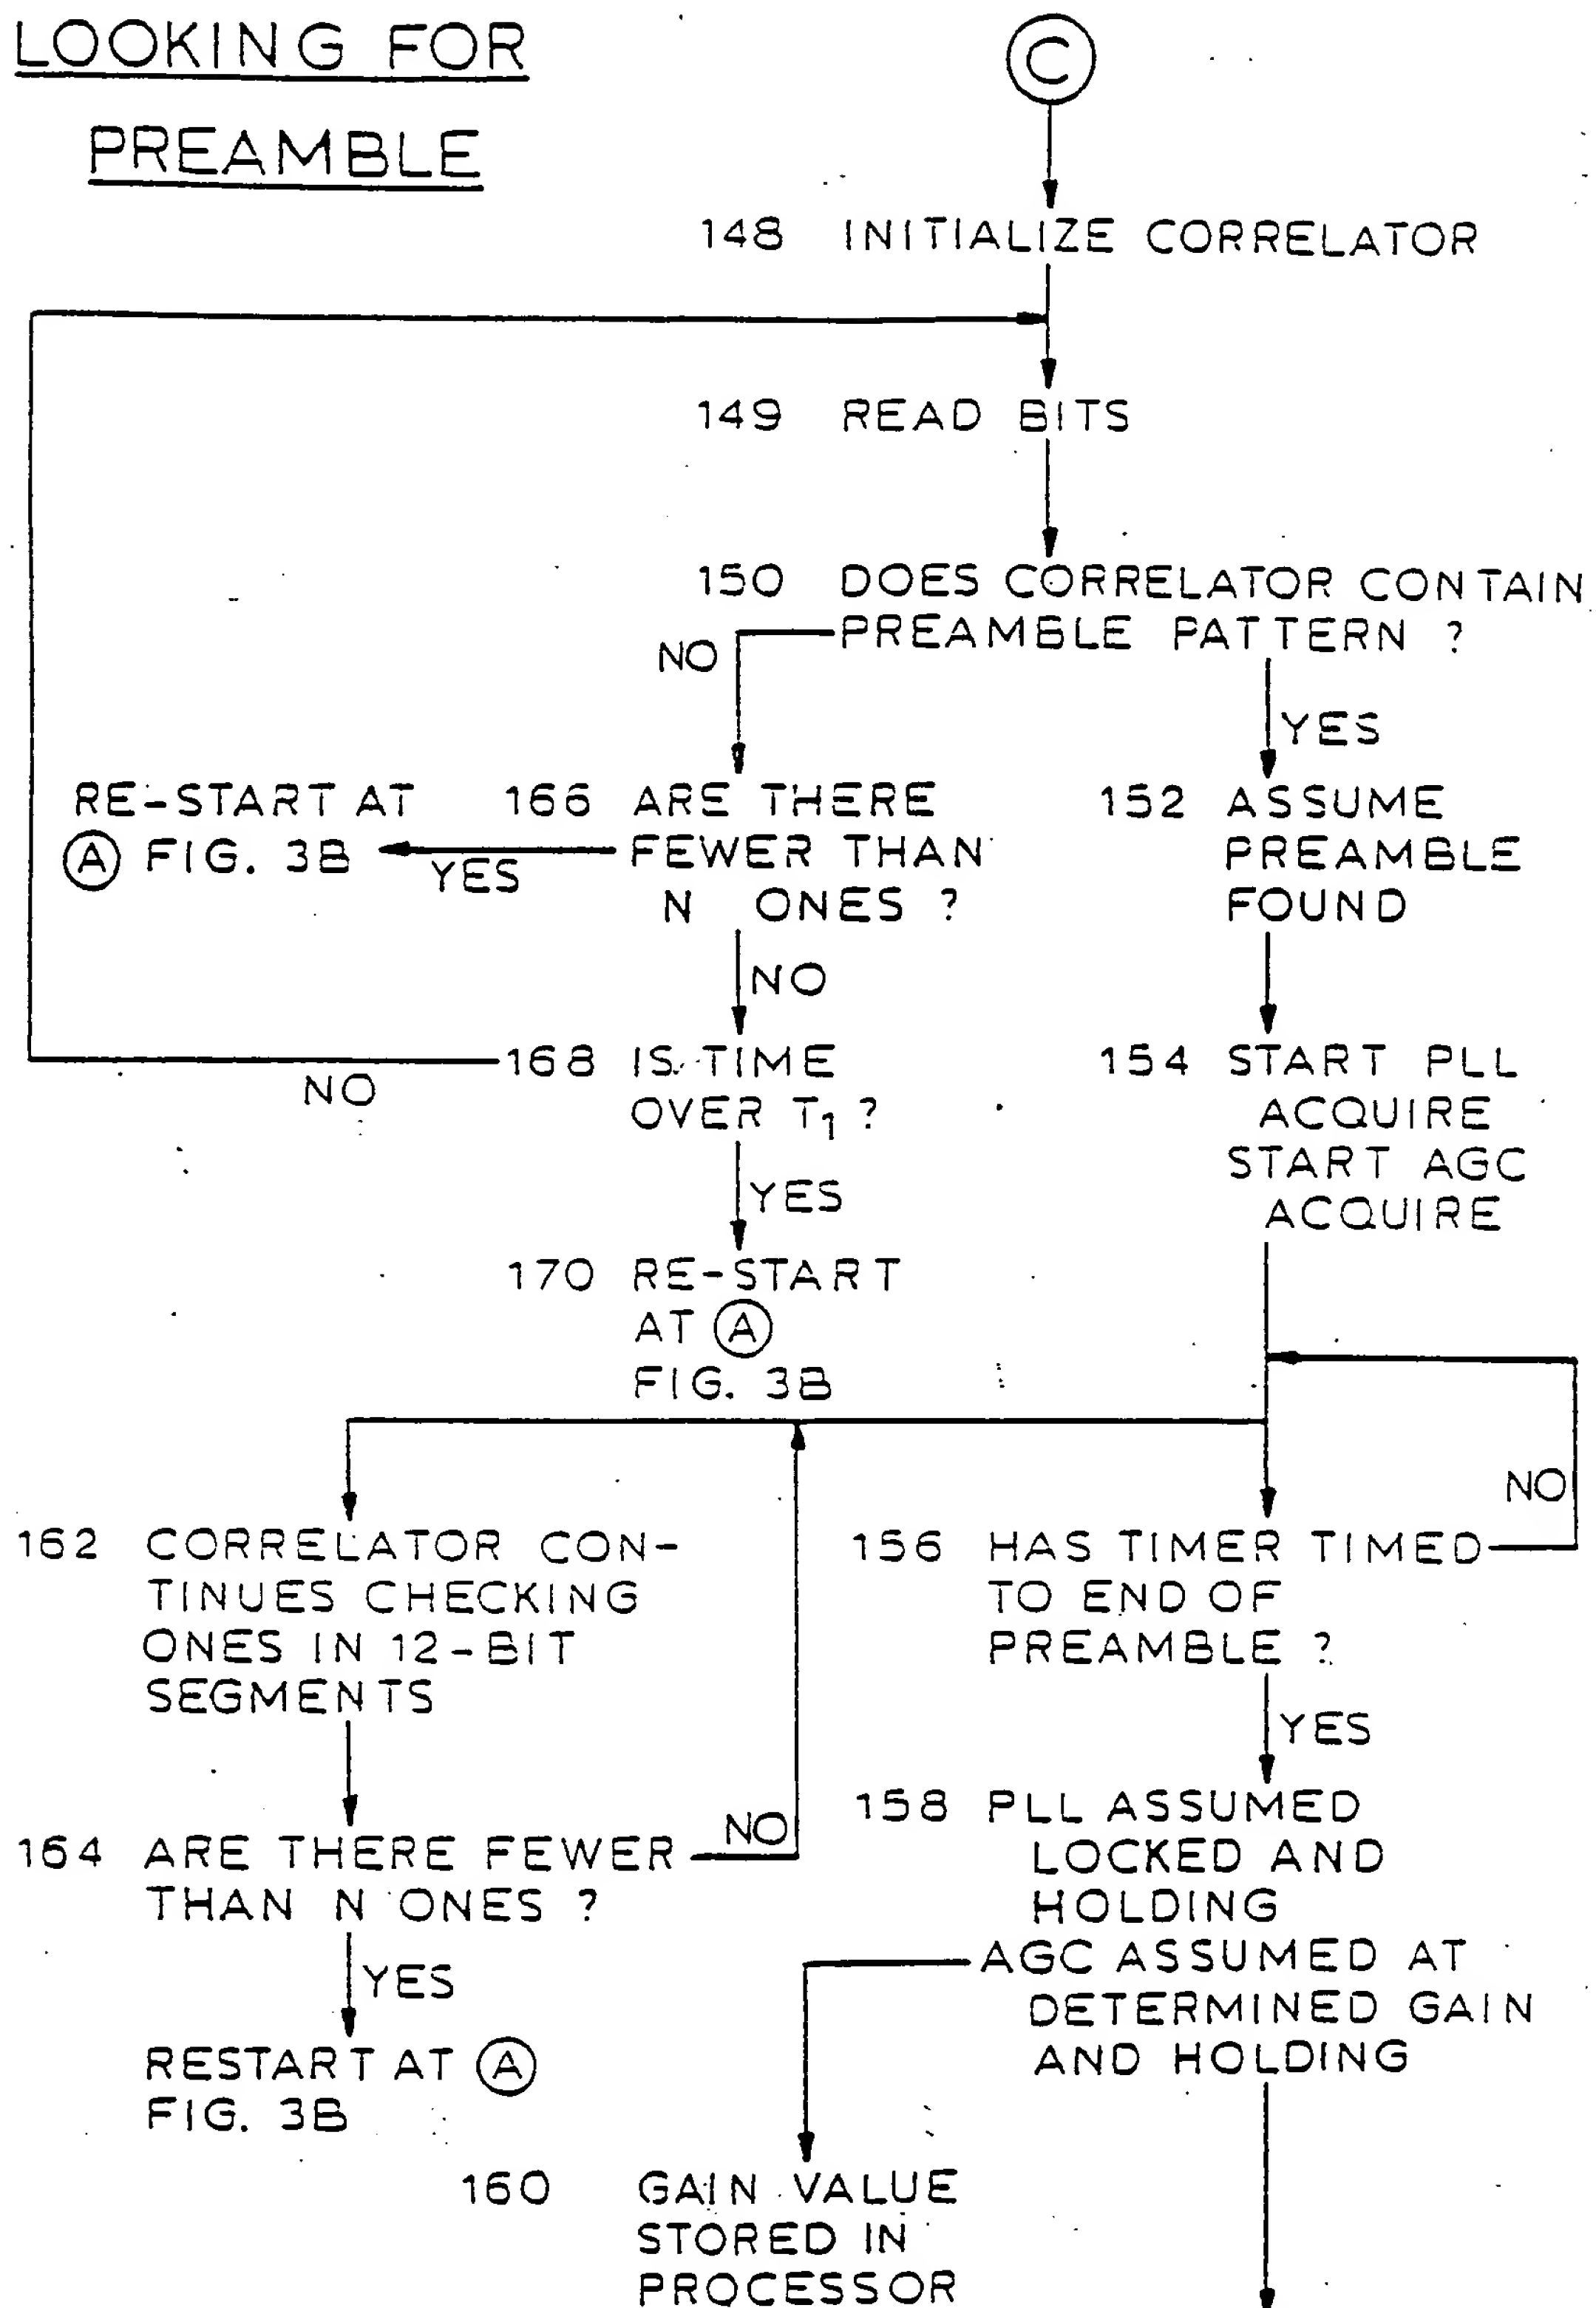 LOOKING FOR
PREAMBLE
C
148 INITIALIZE CORRELATOR
149 READ BITS
150 DOES CORRELATOR CONTAIN
PREAMBLE PATTERN ?
NO
YES
RE-START AT
A FIG. 3B
YES
166 ARE THERE
FEWER THAN
N ONES ?
152 ASSUME
PREAMBLE
FOUND
NO
168 IS TIME
OVER T1 ?
NO
154 START PLL
ACQUIRE
START AGC
ACQUIRE
YES
170 RE-START
AT A
FIG. 3B
NO
162 CORRELATOR CON-
TINUES CHECKING
ONES IN 12-BIT
SEGMENTS
156 HAS TIMER TIMED
TO END OF
PREAMBLE ?
YES
164 ARE THERE FEWER
THAN N ONES ?
NO
158 PLL ASSUMED
LOCKED AND
HOLDING
AGC ASSUMED AT
DETERMINED GAIN
AND HOLDING
YES
RESTART AT A
FIG. 3B
160 GAIN VALUE
STORED IN
PROCESSOR